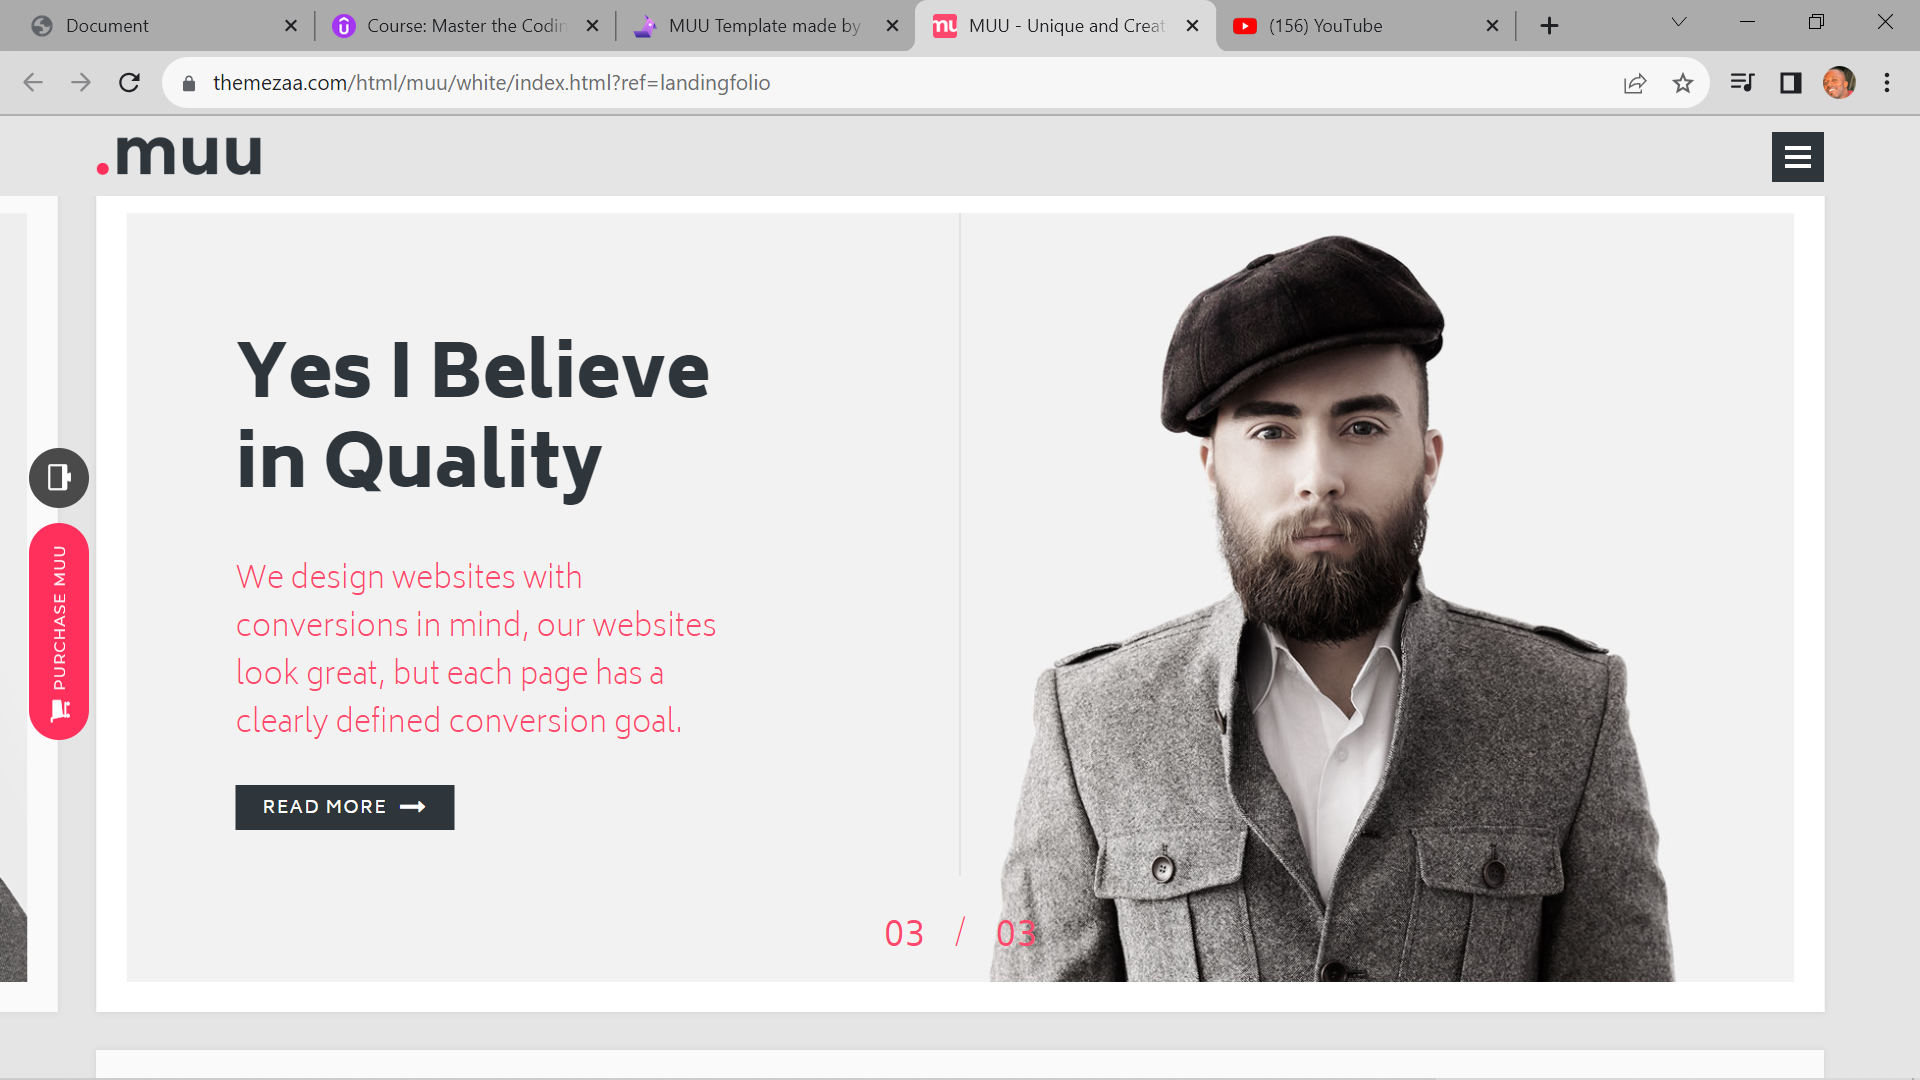 Document
Course: Master the Codin
MUU Template made by
mu
MUU - Unique and Creat
(156) YouTube
themezaa.com/html/muu/white/index.html?ref=landingfolio
.muu
Yes I Believe
in Quality
We design websites with
conversions in mind, our websites
look great, but each page has a
clearly defined conversion goal.
READ MORE
PURCHASE MUU
03 / 03